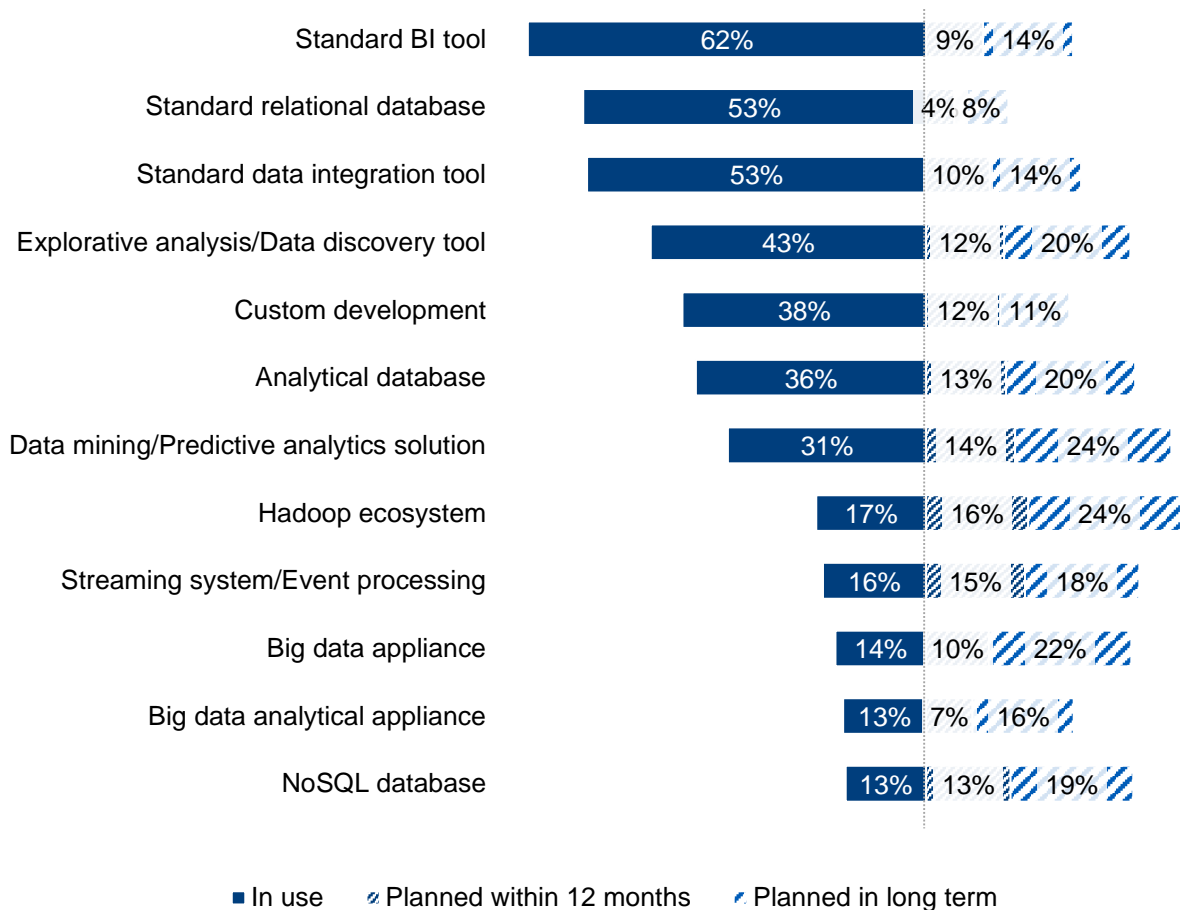 Standard BI tool 62% 9% 14%
Standard relational database 53% 4% 8%
Standard data integration tool 53% 10% 14%
Explorative analysis/Data discovery tool 43% 12% 20%
Custom development 38% 12% 11%
Analytical database 36% 13% 20%
Data mining/Predictive analytics solution 31% 14% 24%
Hadoop ecosystem 17% 16% 24%
Streaming system/Event processing 16% 15% 18%
Big data appliance 14% 10% 22%
Big data analytical appliance 13% 7% 16%
NoSQL database 13% 13% 19%
In use Planned within 12 months Planned in long term